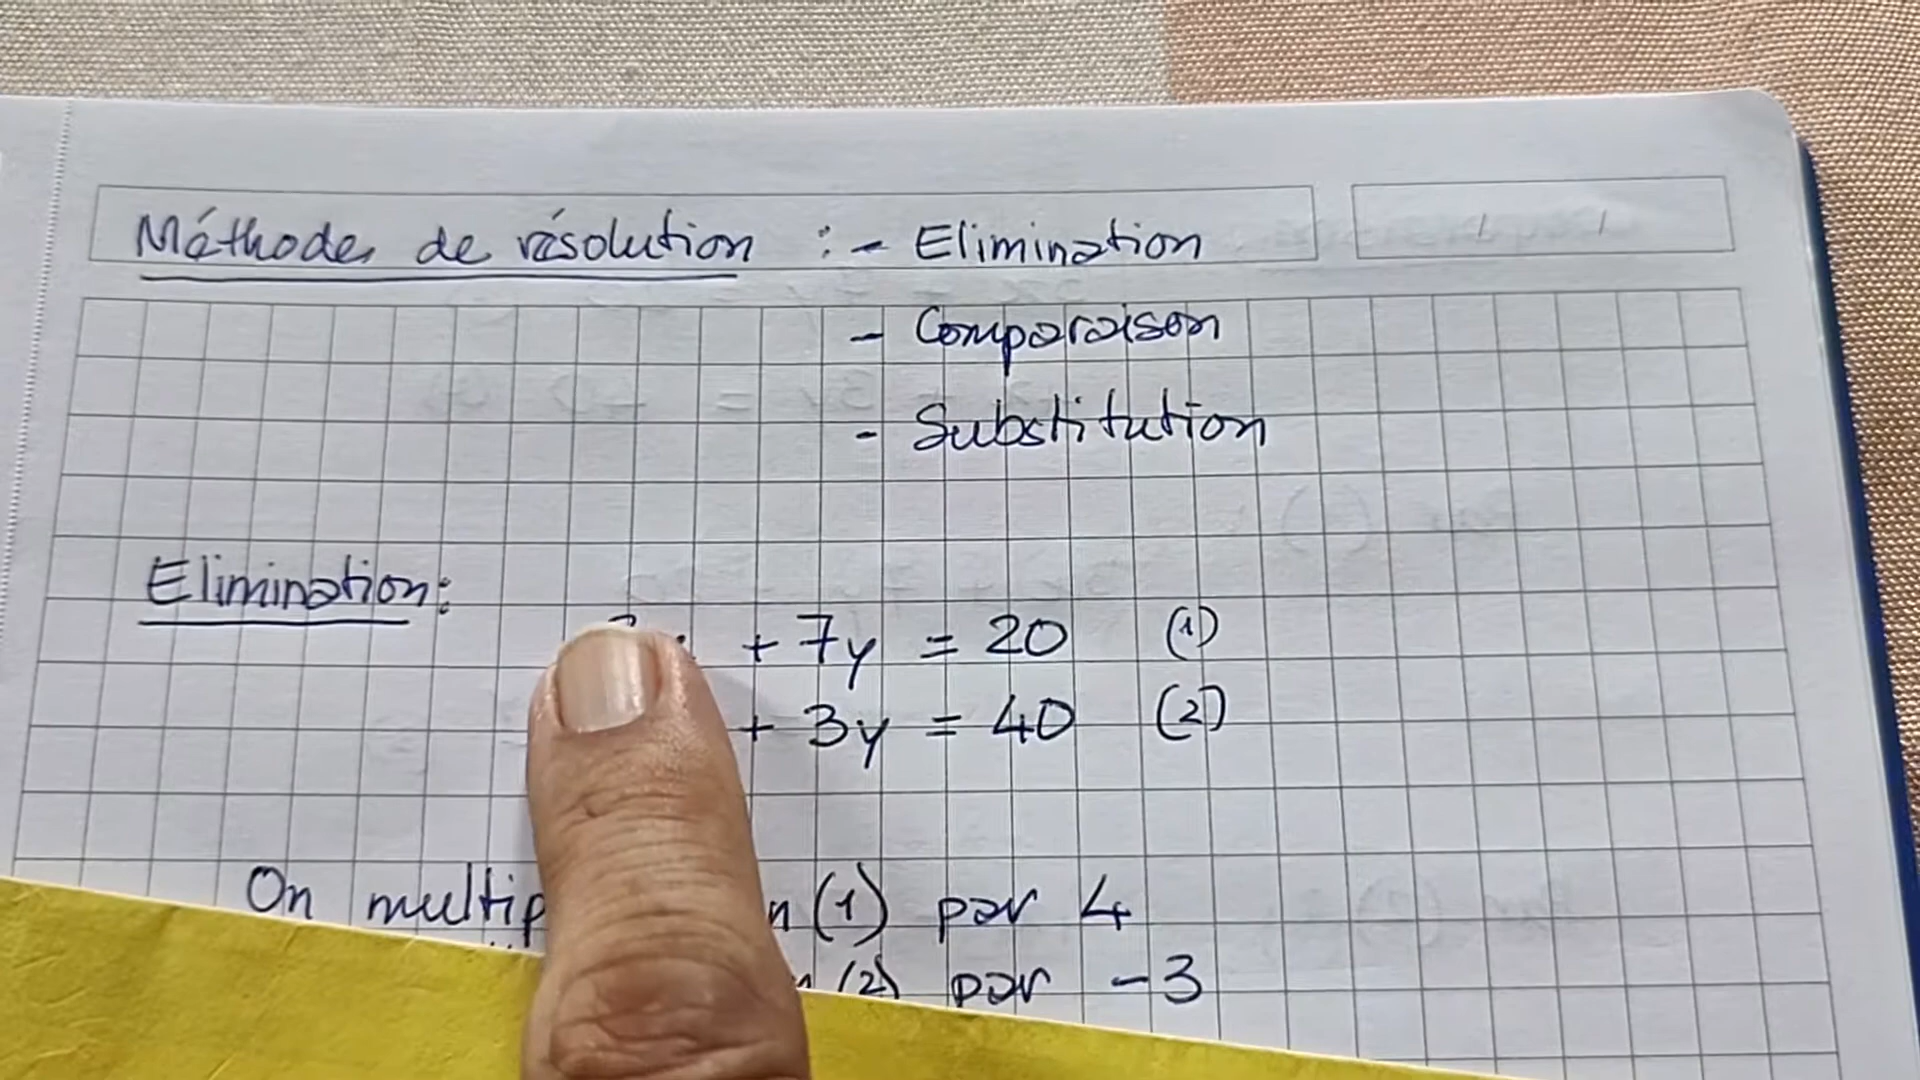 Méthodes de résolution : - Elimination
- Comparaison
- Substitution
Elimination:
+ 7y = 20 (1)
+ 3y = 40 (2)
On (1) par 4
(2) par -3